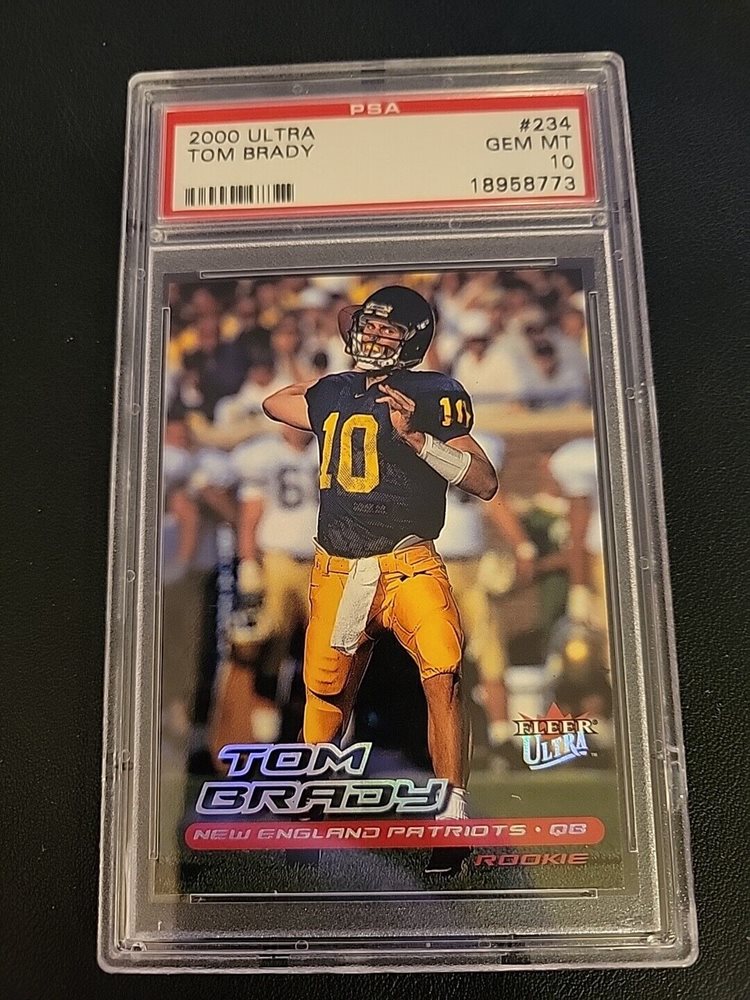 PSA
2000 ULTRA #234
TOM BRADY GEM MT
10
18958773
10
10
6
FLEER
ULTRA
TOM
BRADY
NEW ENGLAND PATRIOTS • QB
ROOKIE